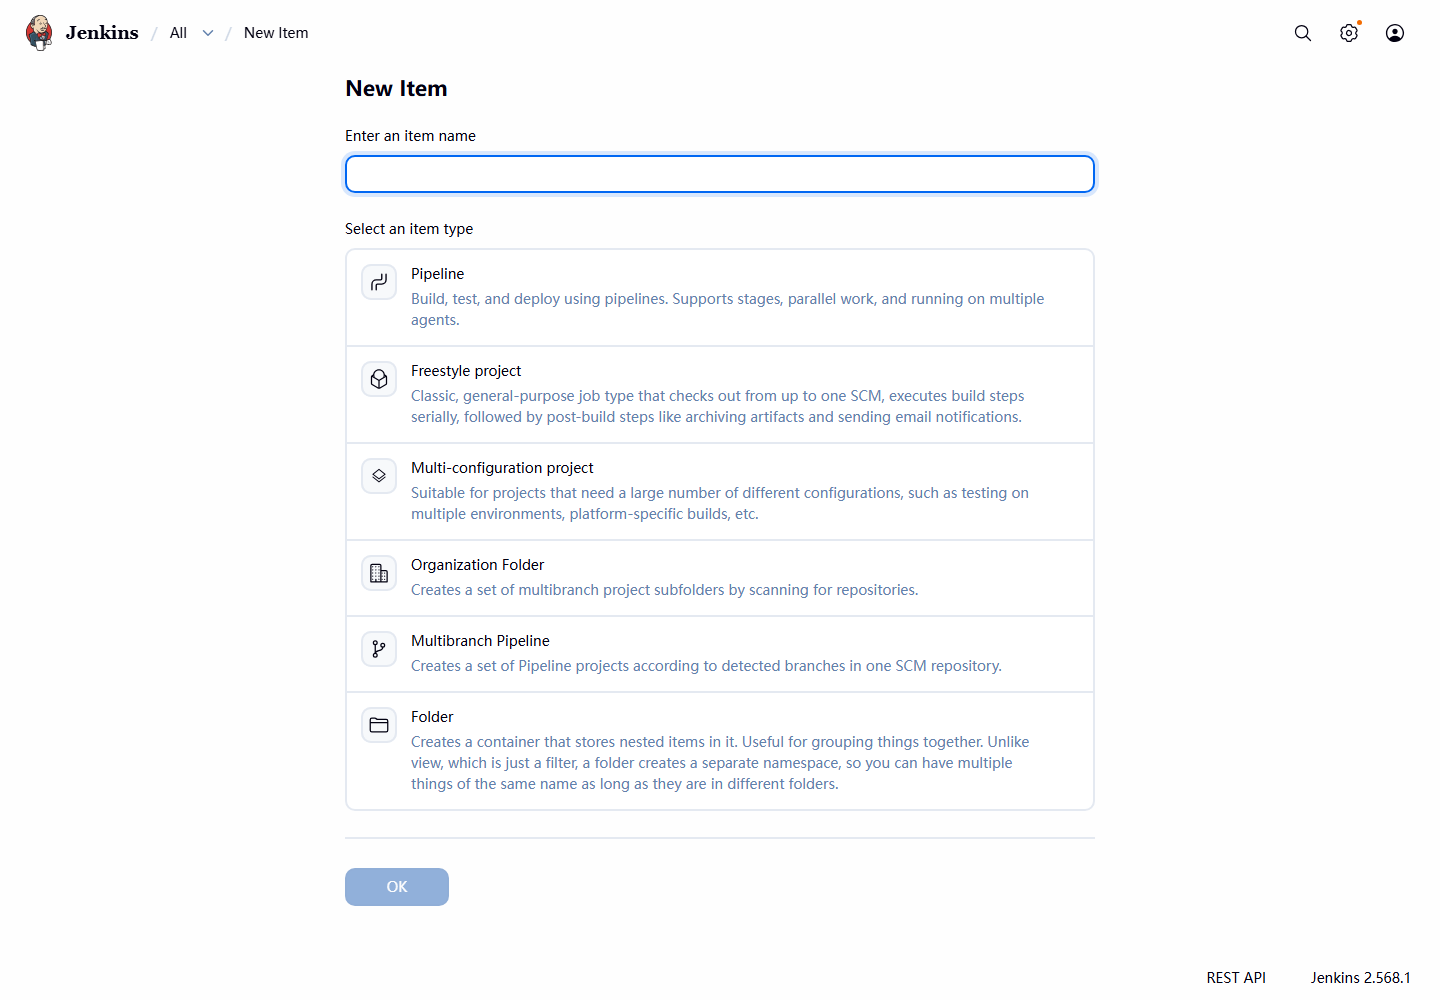 Jenkins / All / New Item
New Item
Enter an item name
Select an item type
Pipeline
Build, test, and deploy using pipelines. Supports stages, parallel work, and running on multiple
agents.
Freestyle project
Classic, general-purpose job type that checks out from up to one SCM, executes build steps
serially, followed by post-build steps like archiving artifacts and sending email notifications.
Multi-configuration project
Suitable for projects that need a large number of different configurations, such as testing on
multiple environments, platform-specific builds, etc.
Organization Folder
Creates a set of multibranch project subfolders by scanning for repositories.
Multibranch Pipeline
Creates a set of Pipeline projects according to detected branches in one SCM repository.
Folder
Creates a container that stores nested items in it. Useful for grouping things together. Unlike
view, which is just a filter, a folder creates a separate namespace, so you can have multiple
things of the same name as long as they are in different folders.
OK
REST API Jenkins 2.568.1